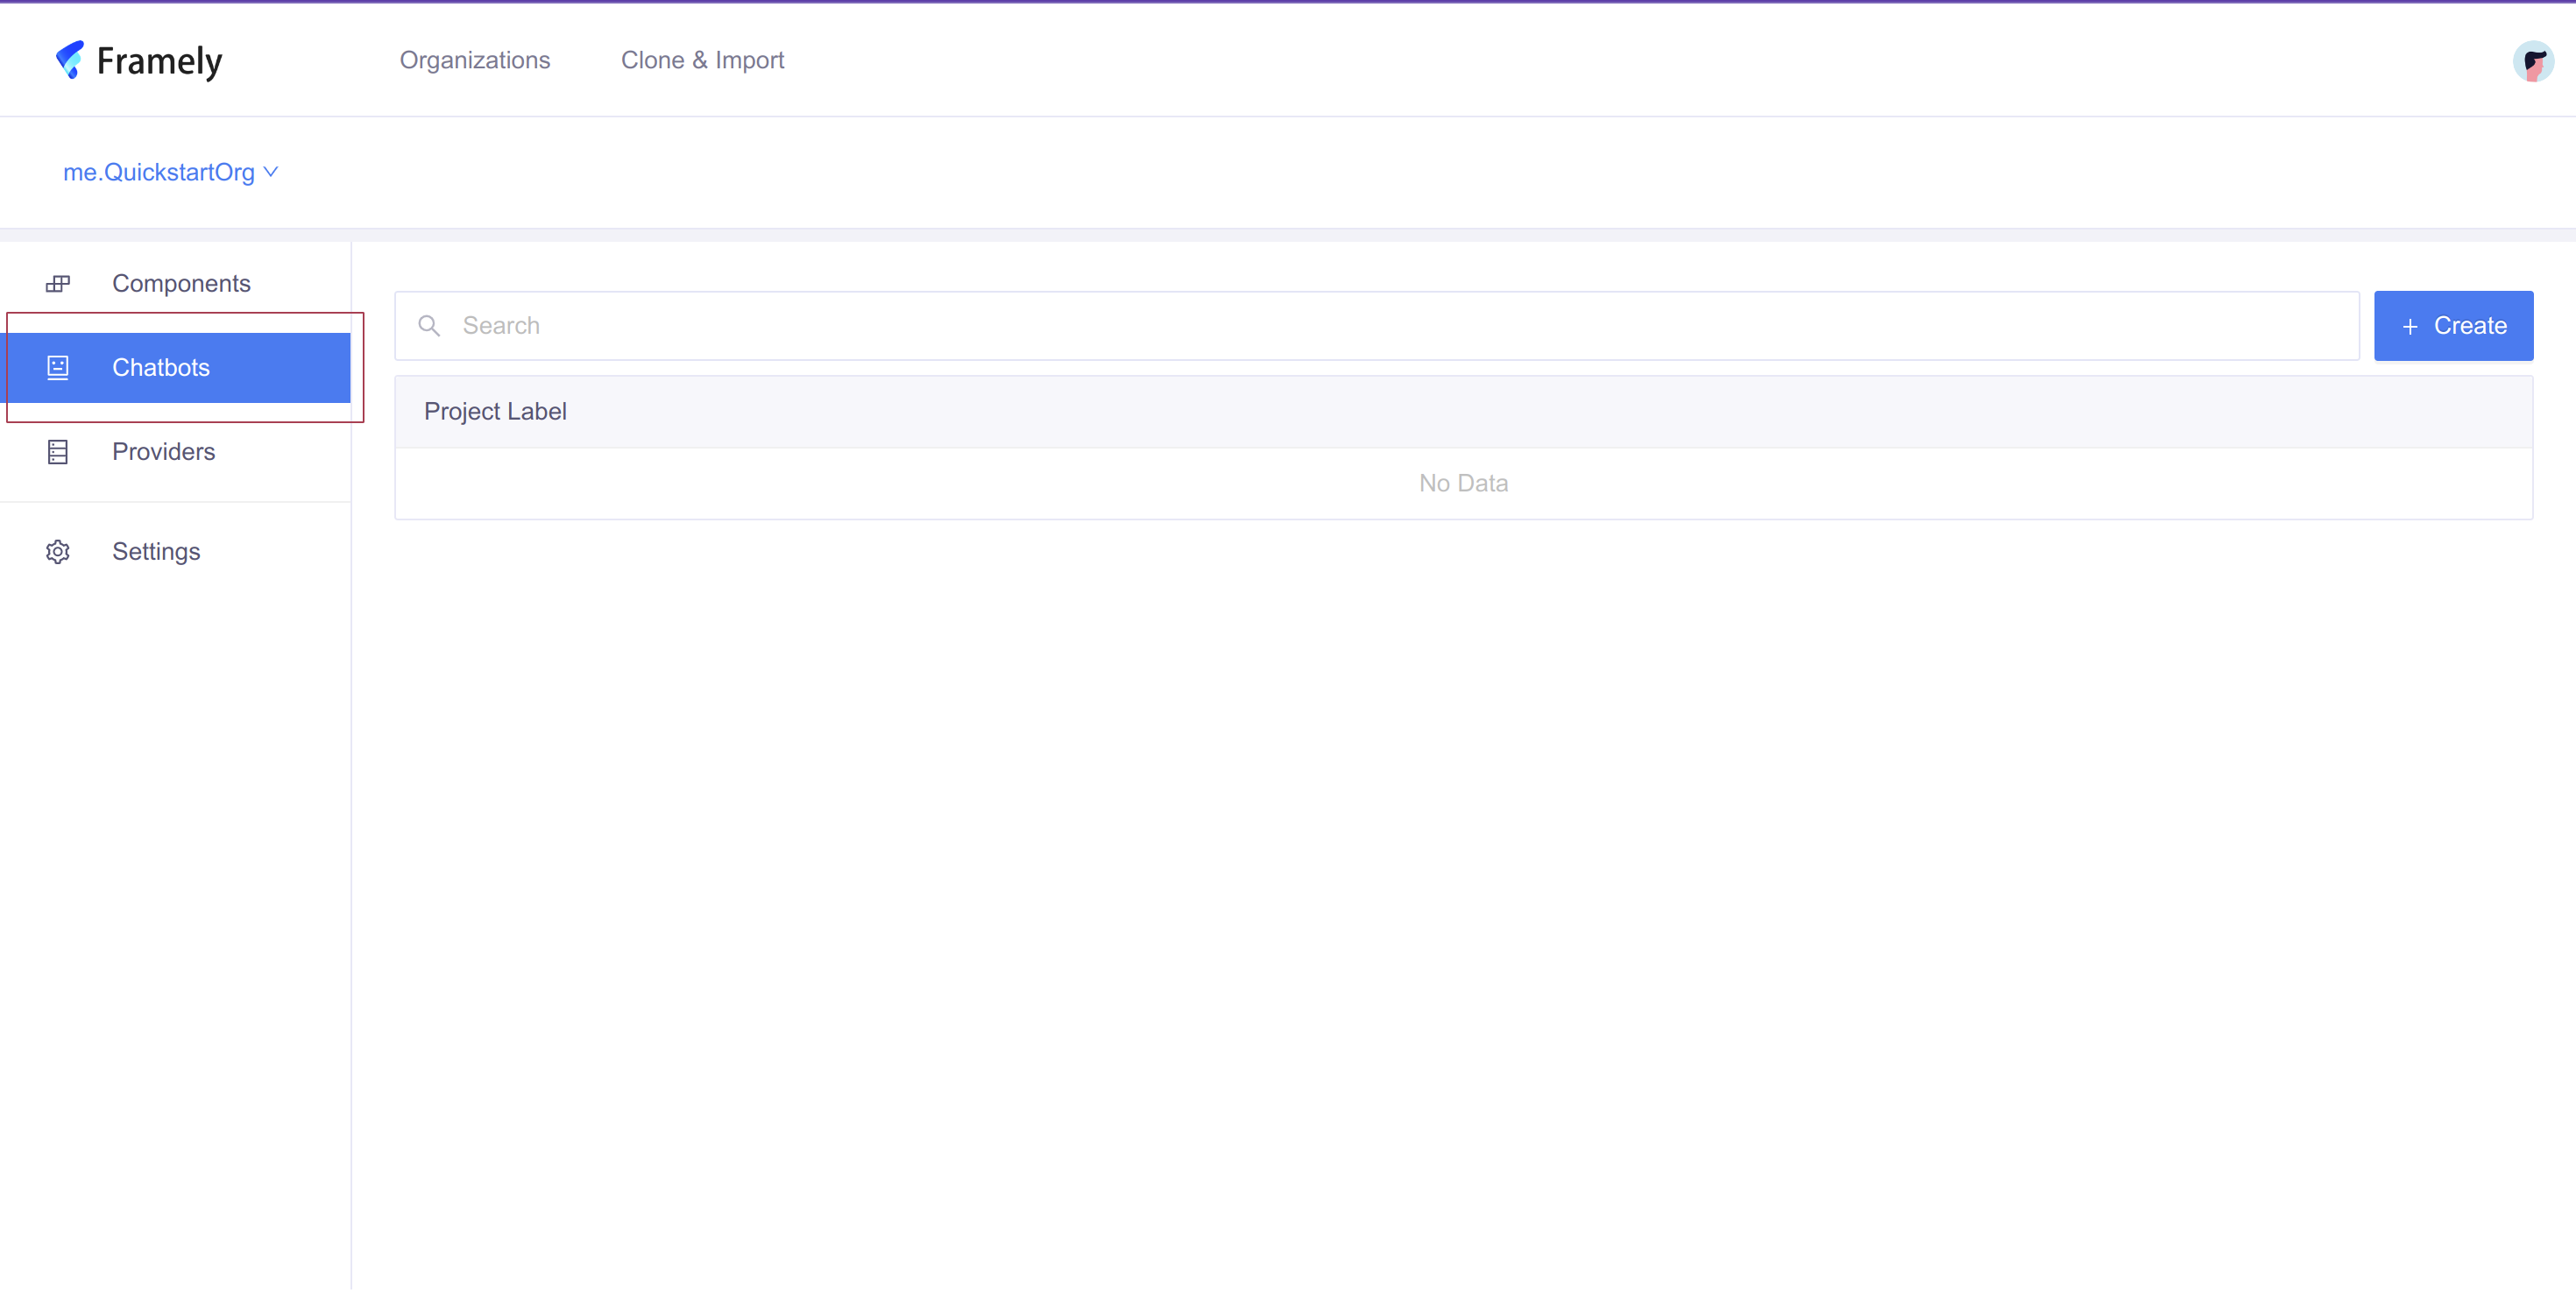 Framely
Organizations
Clone & Import
me.QuickstartOrg
Components
Chatbots
Providers
Settings
Search
+ Create
Project Label
No Data